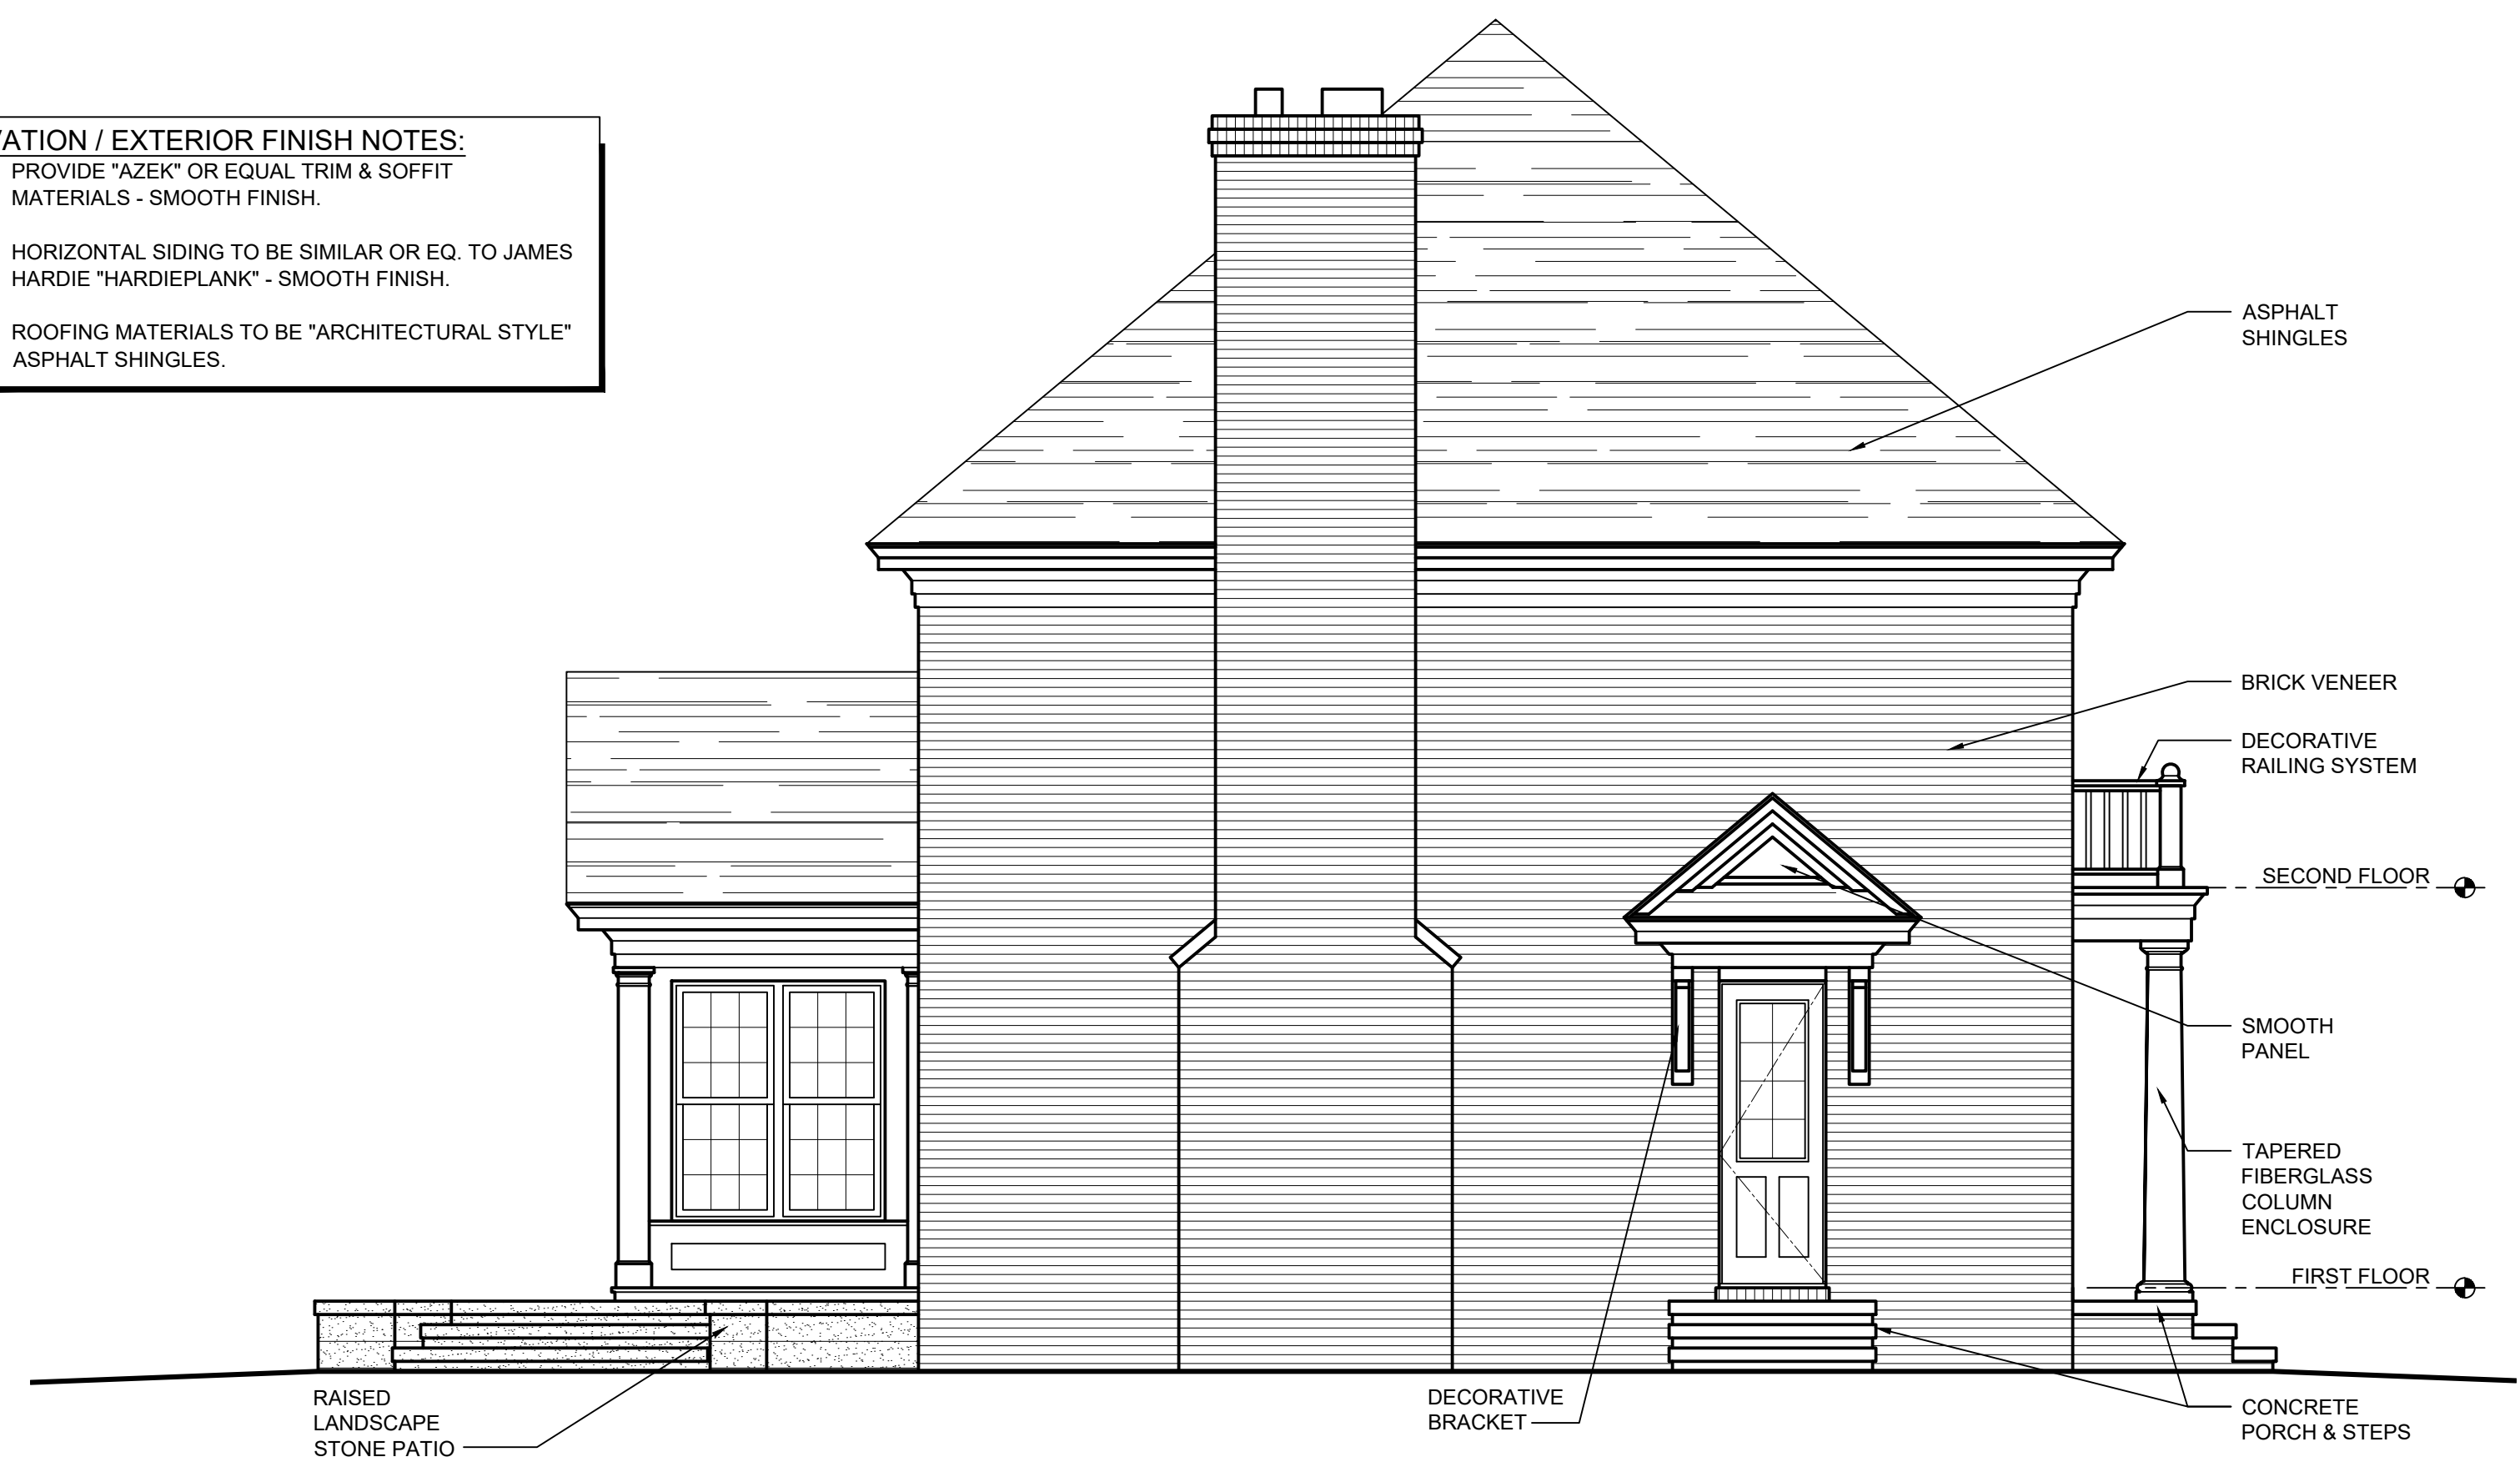 VATION / EXTERIOR FINISH NOTES:
PROVIDE "AZEK" OR EQUAL TRIM & SOFFIT
MATERIALS - SMOOTH FINISH.
HORIZONTAL SIDING TO BE SIMILAR OR EQ. TO JAMES
HARDIE "HARDIEPLANK" - SMOOTH FINISH.
ROOFING MATERIALS TO BE "ARCHITECTURAL STYLE"
ASPHALT SHINGLES.
ASPHALT
SHINGLES
BRICK VENEER
DECORATIVE
RAILING SYSTEM
SECOND FLOOR
SMOOTH
PANEL
TAPERED
FIBERGLASS
COLUMN
ENCLOSURE
FIRST FLOOR
RAISED
LANDSCAPE
STONE PATIO
DECORATIVE
BRACKET
CONCRETE
PORCH & STEPS